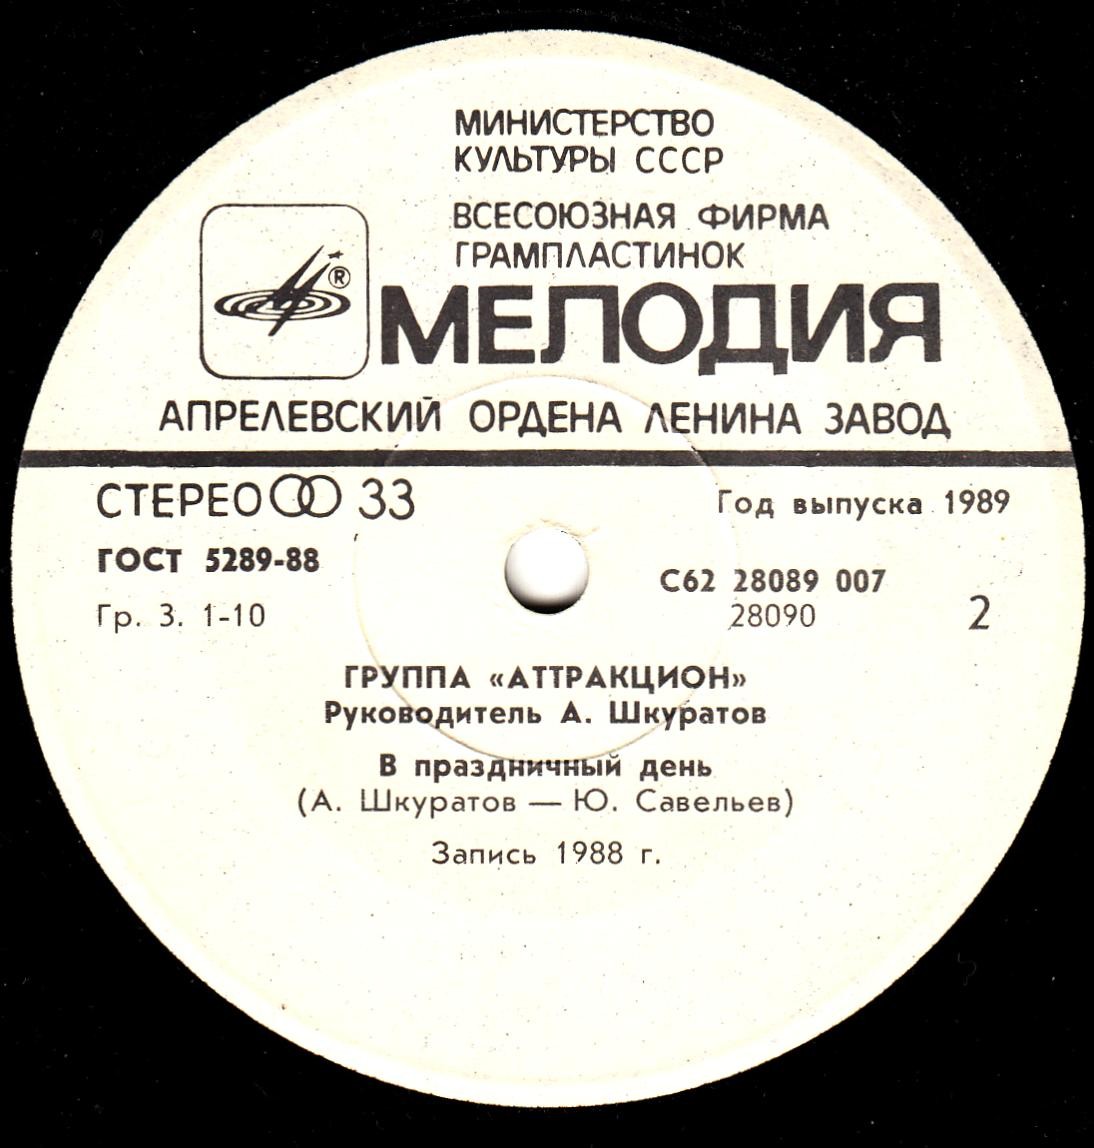 МИНИСТЕРСТВО
КУЛЬТУРЫ СССР
ВСЕСОЮЗНАЯ ФИРМА
ГРАМПЛАСТИНОК
®
МЕЛОДИЯ
АПРЕЛЕВСКИЙ ОРДЕНА ЛЕНИНА ЗАВОД
СТЕРЕО 33
Год выпуска 1989
ГОСТ 5289-88
С62 28089 007
Гр. 3. 1-10
28090
2
ГРУППА «АТТРАКЦИОН»
Руководитель А. Шкуратов
В праздничный день
(А. Шкуратов — Ю. Савельев)
Запись 1988 г.